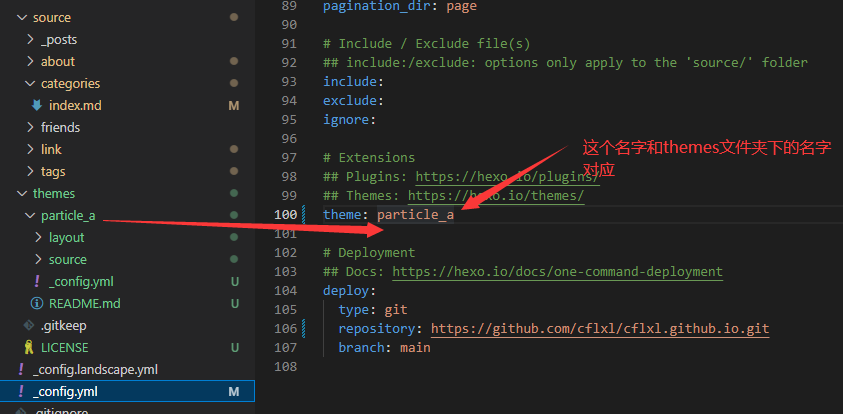 source
_posts
about
categories
index.md M
friends
link
tags
themes
particle_a
layout
source
! _config.yml U
README.md U
.gitkeep
LICENSE U
! _config.landscape.yml
! _config.yml M
.gitignore
89 pagination_dir: page
90
91 # Include / Exclude file(s)
92 ## include:/exclude: options only apply to the 'source/' folder
93 include:
94 exclude:
95 ignore:
96
97 # Extensions
98 ## Plugins: https://hexo.io/plugins/
99 ## Themes: https://hexo.io/themes/
100 theme: particle_a
101
102 # Deployment
103 ## Docs: https://hexo.io/docs/one-command-deployment
104 deploy:
105 type: git
106 repository: https://github.com/cflxl/cflxl.github.io.git
107 branch: main
108
这个名字和themes文件夹下的名字
对应